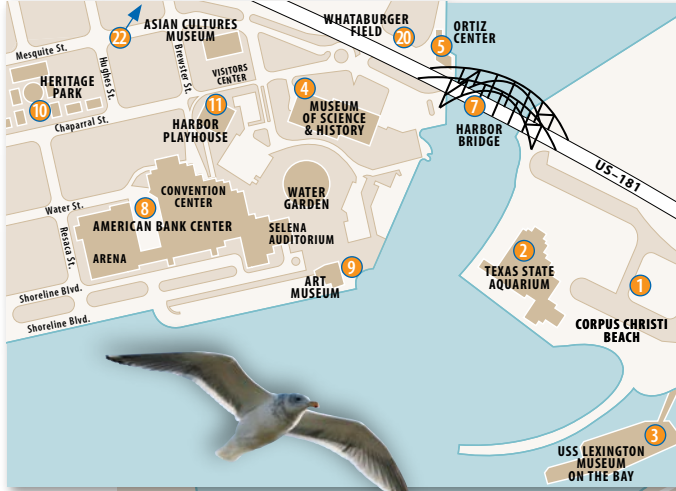 22
ASIAN CULTURES
MUSEUM
WHATABURGER
FIELD
20
ORTIZ
CENTER
5
Mesquite St.
Hughes St.
Brewster St.
VISITORS
CENTER
HERITAGE
PARK
10
Chaparral St.
11
HARBOR
PLAYHOUSE
4
MUSEUM
OF SCIENCE
& HISTORY
7
HARBOR
BRIDGE
US–181
CONVENTION
CENTER
WATER
GARDEN
Water St.
8
AMERICAN BANK CENTER
SELENA
AUDITORIUM
Resaca St.
ARENA
9
ART
MUSEUM
2
TEXAS STATE
AQUARIUM
1
CORPUS CHRISTI
BEACH
Shoreline Blvd.
Shoreline Blvd.
3
USS LEXINGTON
MUSEUM
ON THE BAY